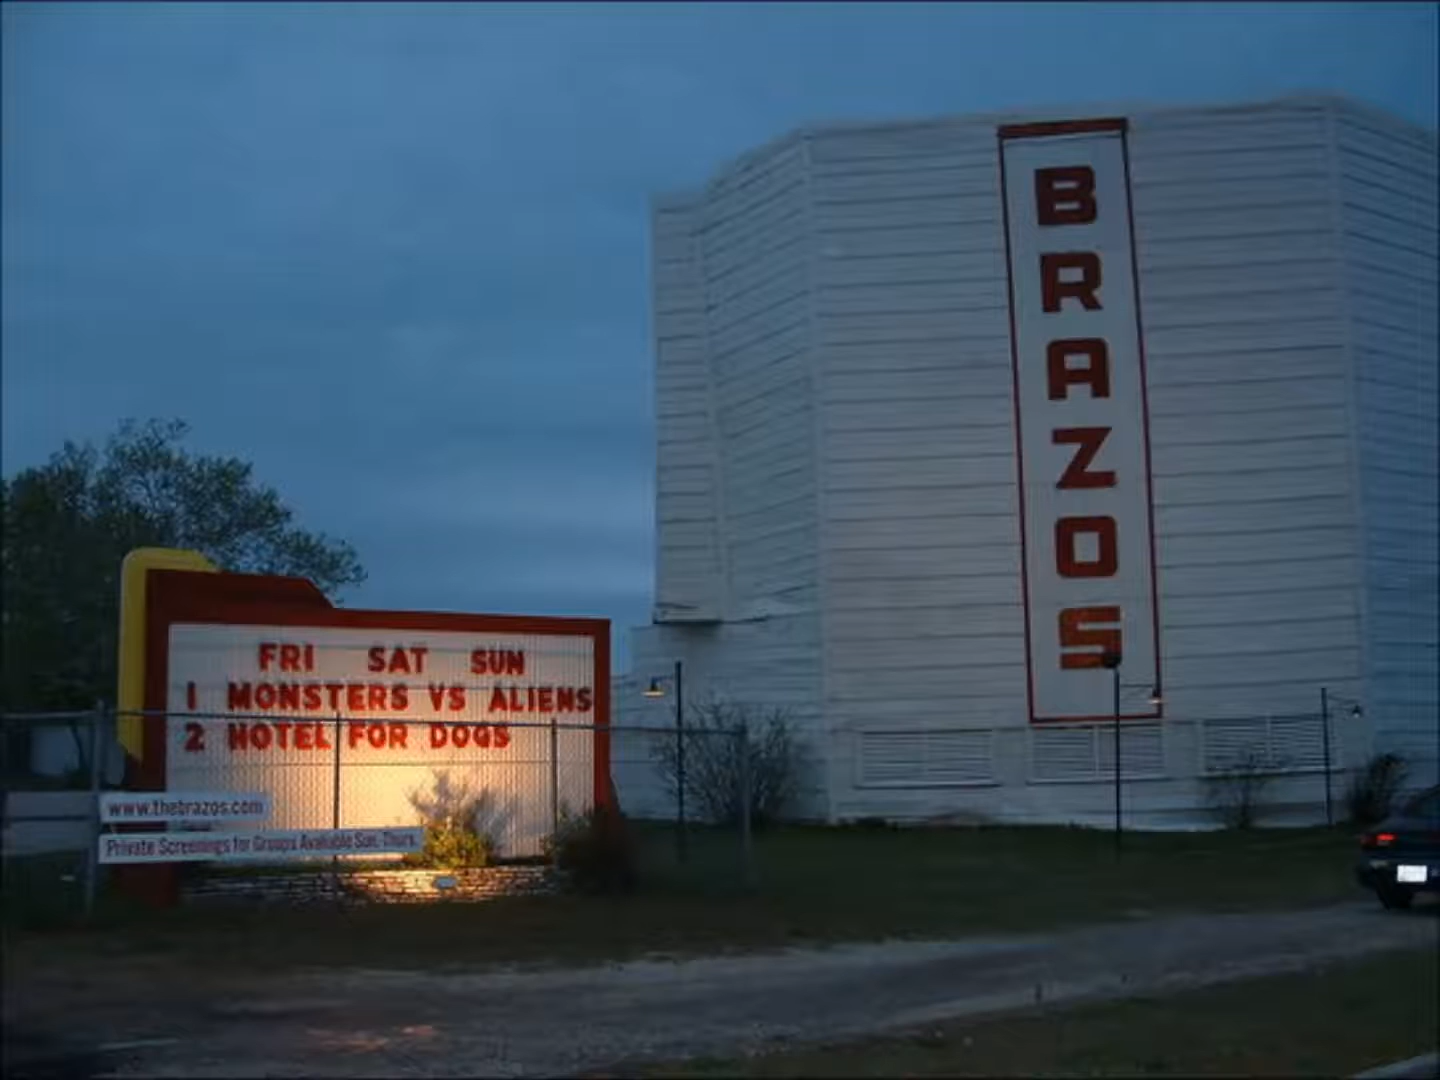 BRAZOS
FRI SAT SUN
1 MONSTERS VS ALIENS
2 HOTEL FOR DOGS
www.thebrazos.com
Private Screenings for Groups Available Sun.-Thurs.